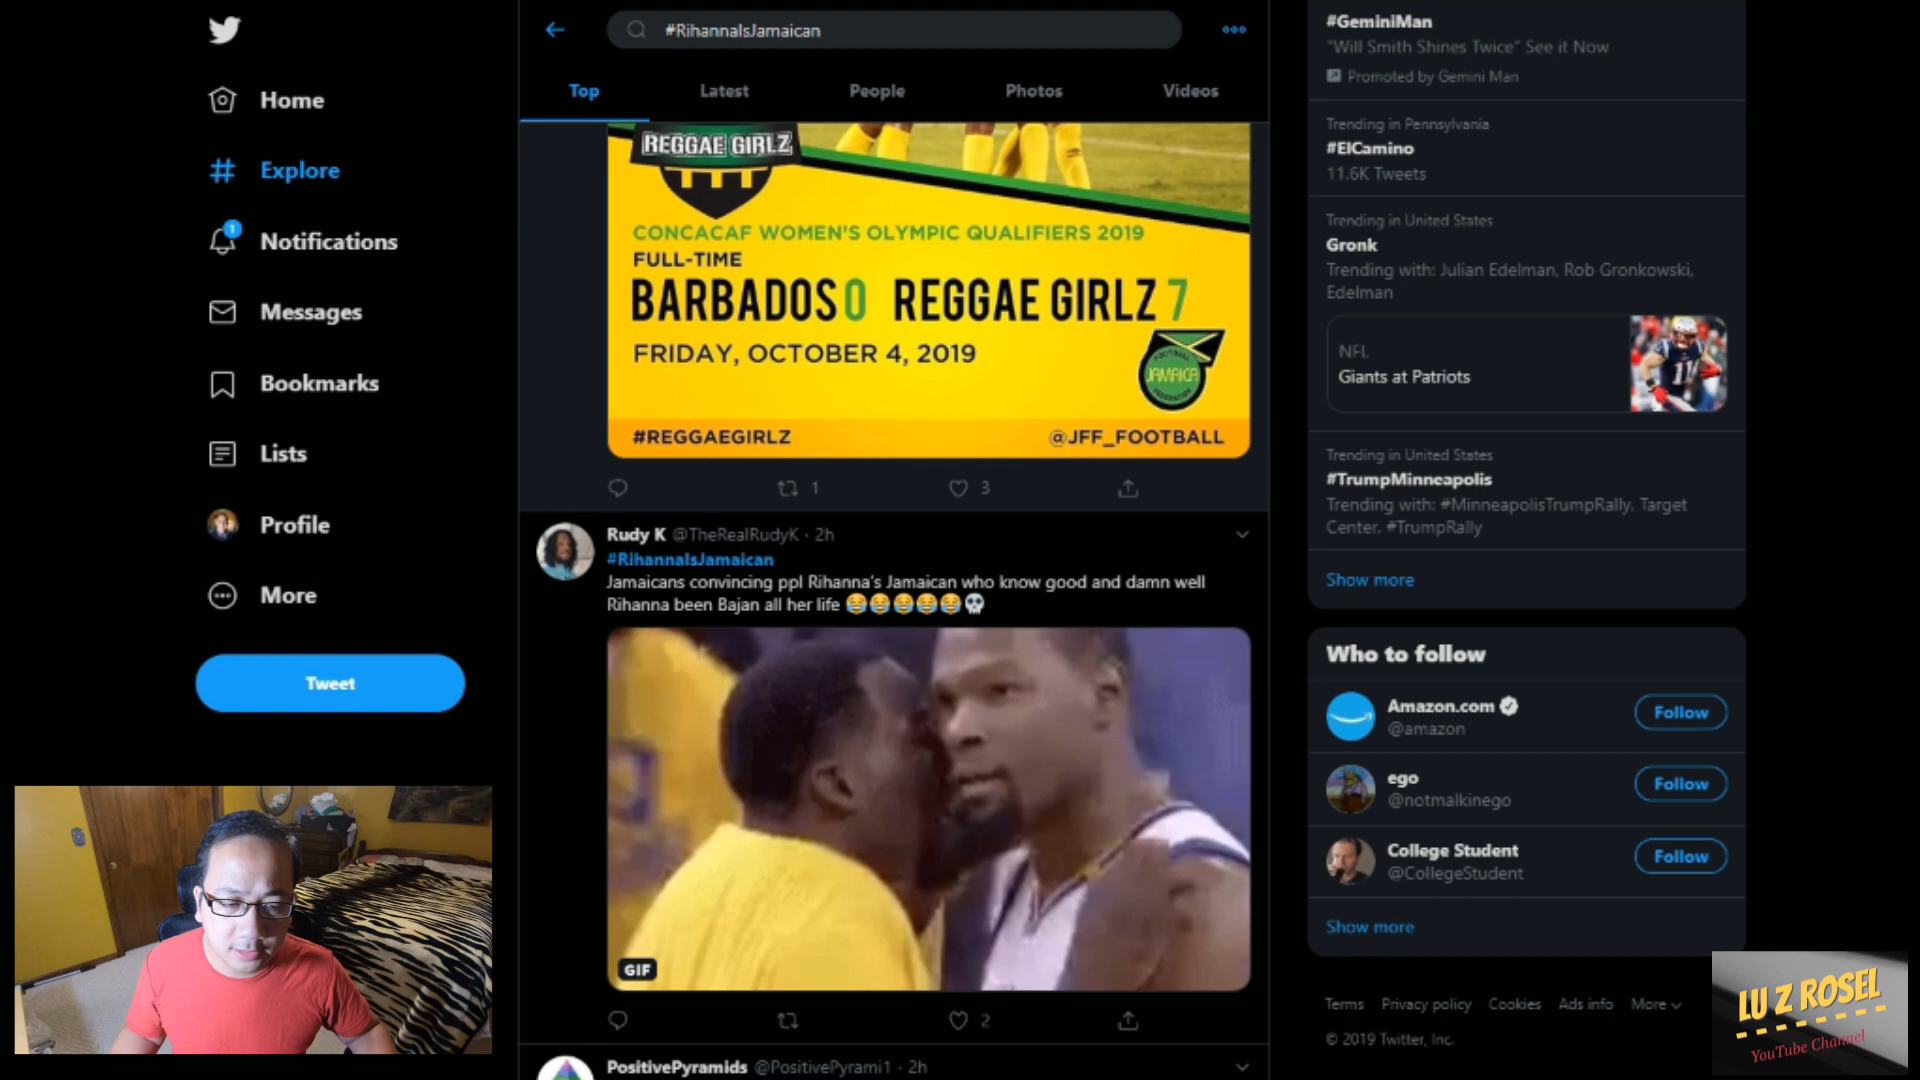 Home
Explore
1
Notifications
Messages
Bookmarks
Lists
Profile
More
Tweet
#RihannaIsJamaican
Top
Latest
People
Photos
Videos
REGGAE GIRLZ
CONCACAF WOMEN'S OLYMPIC QUALIFIERS 2019
FULL-TIME
BARBADOS 0 REGGAE GIRLZ 7
FRIDAY, OCTOBER 4, 2019
FOOTBALL
JAMAICA
FEDERATION
#REGGAEGIRLZ
@JFF_FOOTBALL
1
3
Rudy K @TheRealRudyK · 2h
#RihannaIsJamaican
Jamaicans convincing ppl Rihanna's Jamaican who know good and damn well
Rihanna been Bajan all her life 😂😂😂😂😂💀
GIF
2
PositivePyramids @PositivePyrami1 · 2h
#GeminiMan
"Will Smith Shines Twice" See it Now
Promoted by Gemini Man
Trending in Pennsylvania
#ElCamino
11.6K Tweets
Trending in United States
Gronk
Trending with: Julian Edelman, Rob Gronkowski,
Edelman
NFL
Giants at Patriots
11
Trending in United States
#TrumpMinneapolis
Trending with: #MinneapolisTrumpRally, Target
Center, #TrumpRally
Show more
Who to follow
Amazon.com
@amazon
Follow
ego
@notmalkinego
Follow
College Student
@CollegeStudent
Follow
Show more
Terms Privacy policy Cookies Ads info More
© 2019 Twitter, Inc.
LU Z ROSEL
YouTube Channel